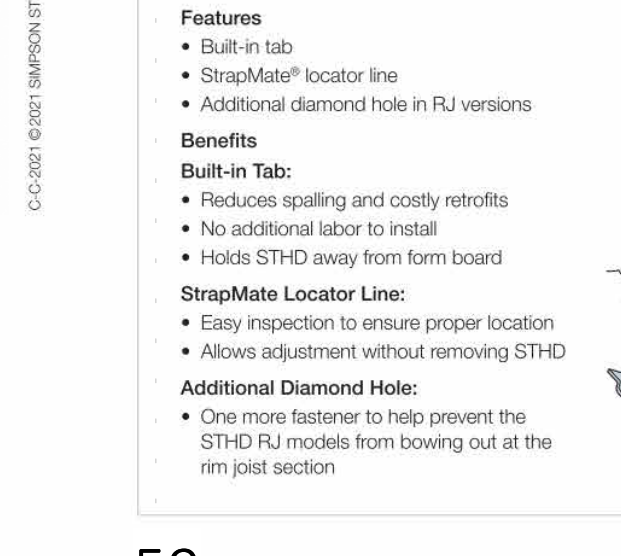 C-C-2021 ©2021 SIMPSON ST
Features
• Built-in tab
• StrapMate® locator line
• Additional diamond hole in RJ versions
Benefits
Built-in Tab:
• Reduces spalling and costly retrofits
• No additional labor to install
• Holds STHD away from form board
StrapMate Locator Line:
• Easy inspection to ensure proper location
• Allows adjustment without removing STHD
Additional Diamond Hole:
• One more fastener to help prevent the
STHD RJ models from bowing out at the
rim joist section